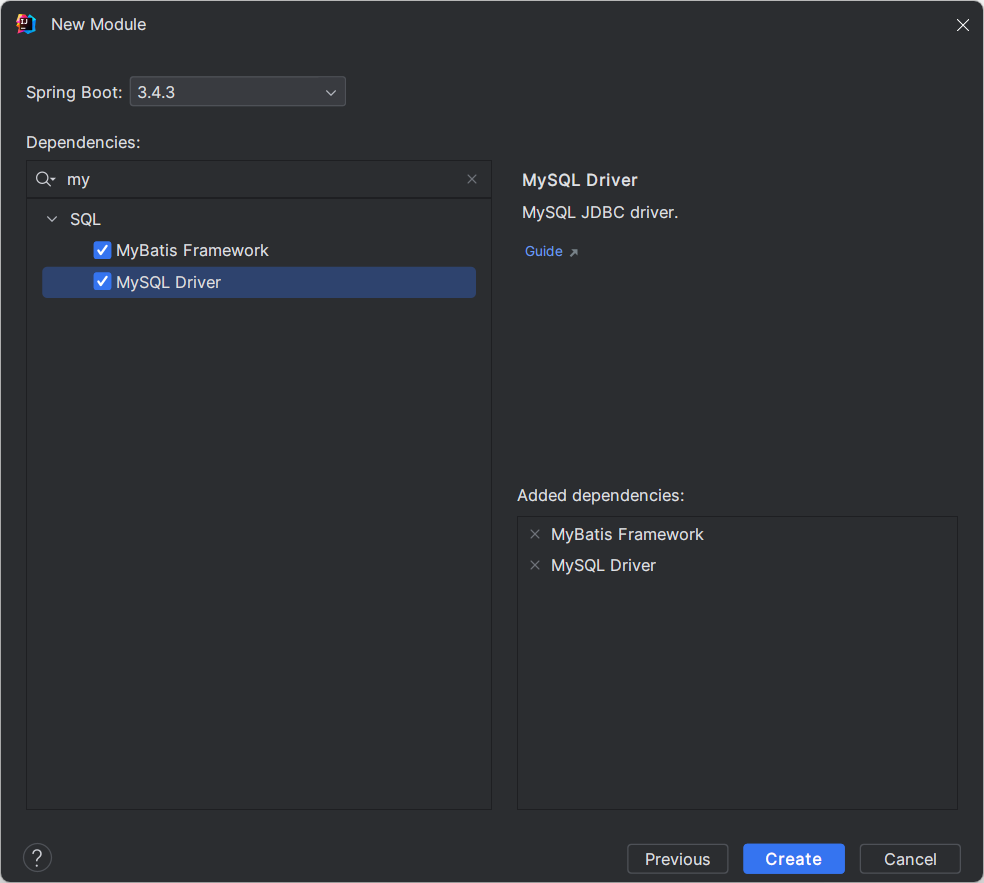 New Module
Spring Boot: 3.4.3
Dependencies:
my
SQL
MyBatis Framework
MySQL Driver
MySQL Driver
MySQL JDBC driver.
Guide
Added dependencies:
MyBatis Framework
MySQL Driver
?
Previous
Create
Cancel